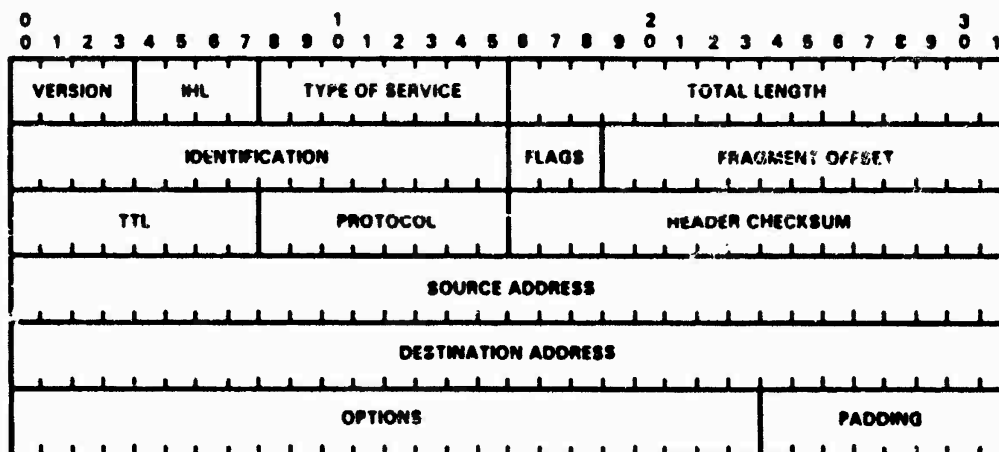 0 1 2 3
0 1 2 3 4 5 6 7 8 9 0 1 2 3 4 5 6 7 8 9 0 1 2 3 4 5 6 7 8 9 0 1
VERSION IHL TYPE OF SERVICE TOTAL LENGTH
IDENTIFICATION FLAGS FRAGMENT OFFSET
TTL PROTOCOL HEADER CHECKSUM
SOURCE ADDRESS
DESTINATION ADDRESS
OPTIONS PADDING